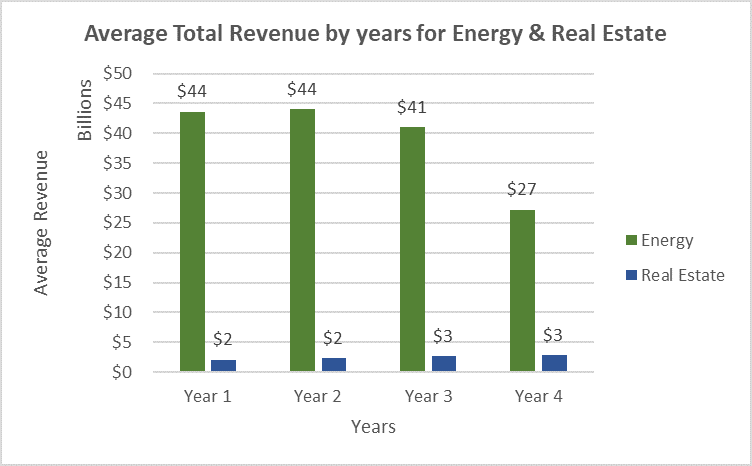 Average Total Revenue by years for Energy & Real Estate
Average Revenue
Billions
$50
$45
$40
$35
$30
$25
$20
$15
$10
$5
$0
$44
$44
$41
$27
$2
$2
$3
$3
Year 1
Year 2
Year 3
Year 4
Years
Energy
Real Estate